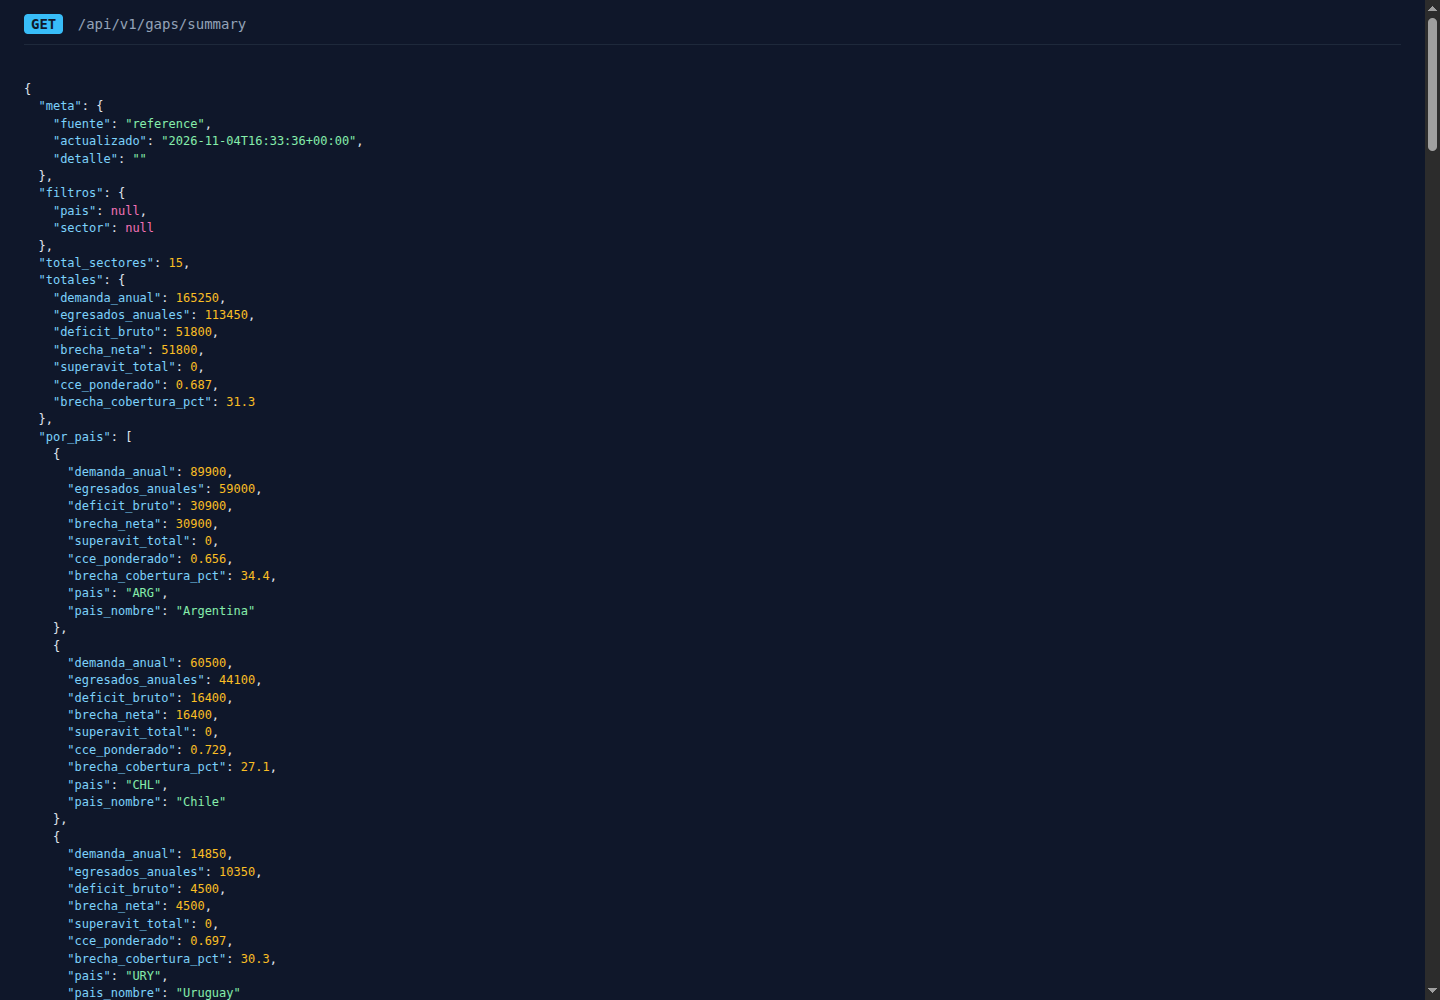 GET /api/v1/gaps/summary
{
  "meta": {
    "fuente": "reference",
    "actualizado": "2026-11-04T16:33:36+00:00",
    "detalle": ""
  },
  "filtros": {
    "pais": null,
    "sector": null
  },
  "total_sectores": 15,
  "totales": {
    "demanda_anual": 165250,
    "egresados_anuales": 113450,
    "deficit_bruto": 51800,
    "brecha_neta": 51800,
    "superavit_total": 0,
    "cce_ponderado": 0.687,
    "brecha_cobertura_pct": 31.3
  },
  "por_pais": [
    {
      "demanda_anual": 89900,
      "egresados_anuales": 59000,
      "deficit_bruto": 30900,
      "brecha_neta": 30900,
      "superavit_total": 0,
      "cce_ponderado": 0.656,
      "brecha_cobertura_pct": 34.4,
      "pais": "ARG",
      "pais_nombre": "Argentina"
    },
    {
      "demanda_anual": 60500,
      "egresados_anuales": 44100,
      "deficit_bruto": 16400,
      "brecha_neta": 16400,
      "superavit_total": 0,
      "cce_ponderado": 0.729,
      "brecha_cobertura_pct": 27.1,
      "pais": "CHL",
      "pais_nombre": "Chile"
    },
    {
      "demanda_anual": 14850,
      "egresados_anuales": 10350,
      "deficit_bruto": 4500,
      "brecha_neta": 4500,
      "superavit_total": 0,
      "cce_ponderado": 0.697,
      "brecha_cobertura_pct": 30.3,
      "pais": "URY",
      "pais_nombre": "Uruguay"